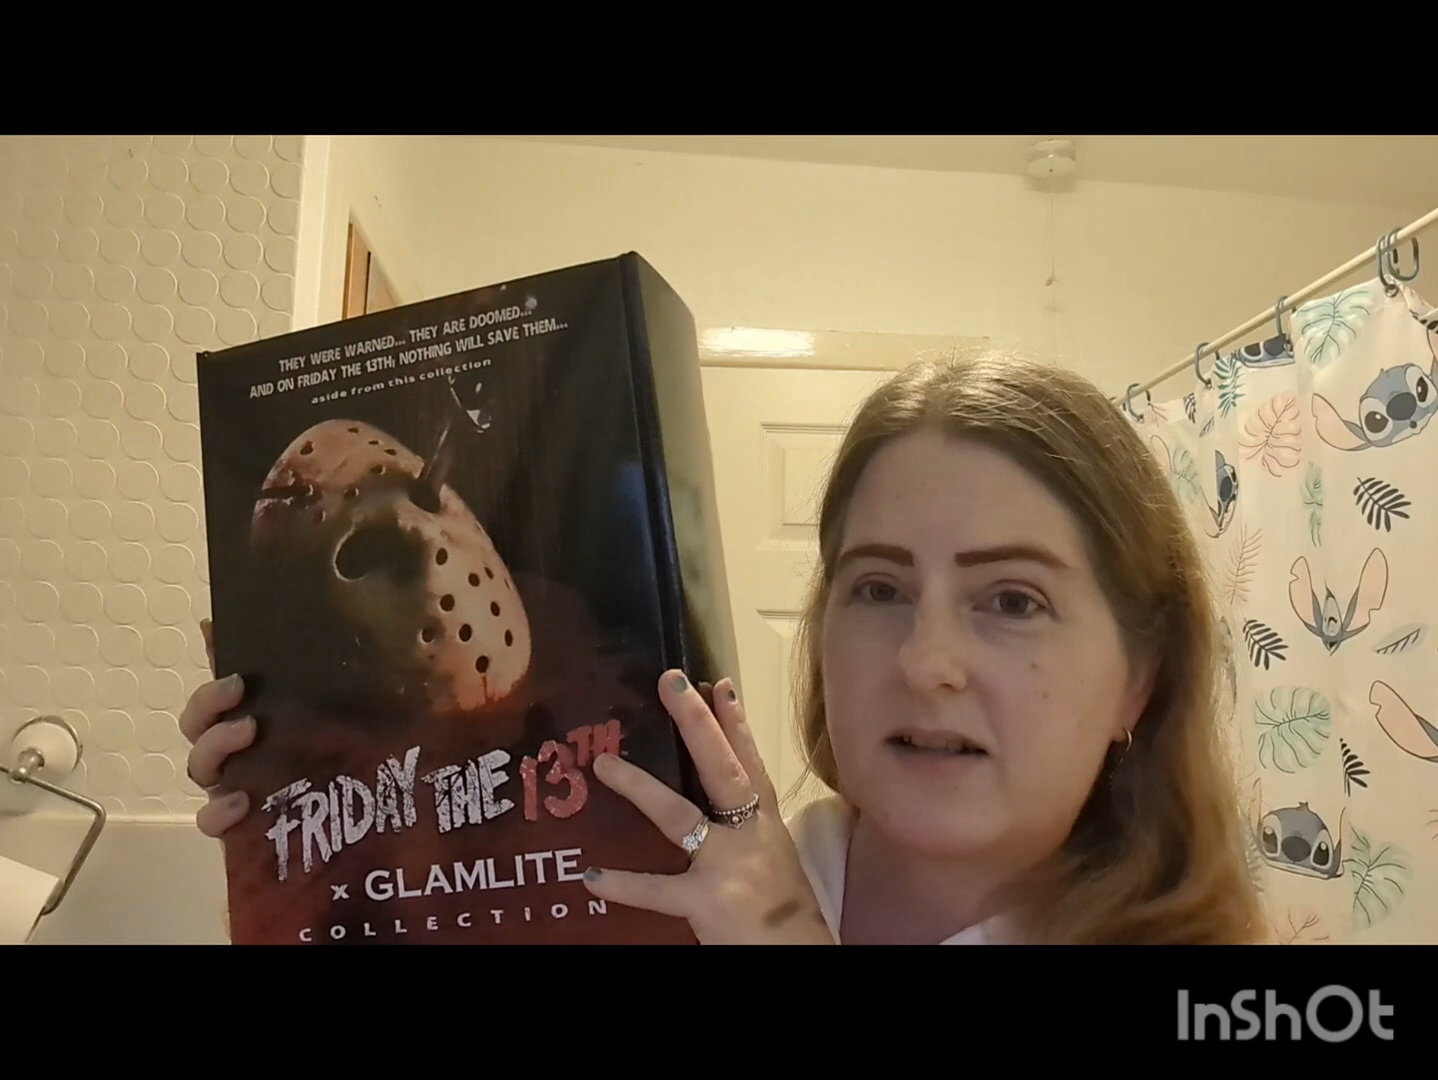 THEY WERE WARNED... THEY ARE DOOMED...
AND ON FRIDAY THE 13TH, NOTHING WILL SAVE THEM...
aside from this collection
FRIDAY THE 13TH
x GLAMLITE
COLLECTION
InShOt